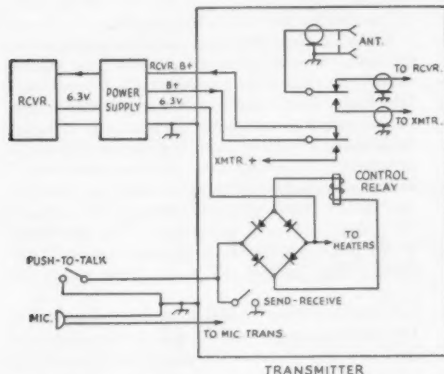 ANT.
TO RCVR.
RCVR. B+
B+
6.3V
6.3V
RCVR.
POWER
SUPPLY
TO XMTR.
XMTR. +
CONTROL
RELAY
TO
HEATERS
PUSH-TO-TALK
SEND-RECEIVE
MIC.
TO MIC TRANS.
TRANSMITTER